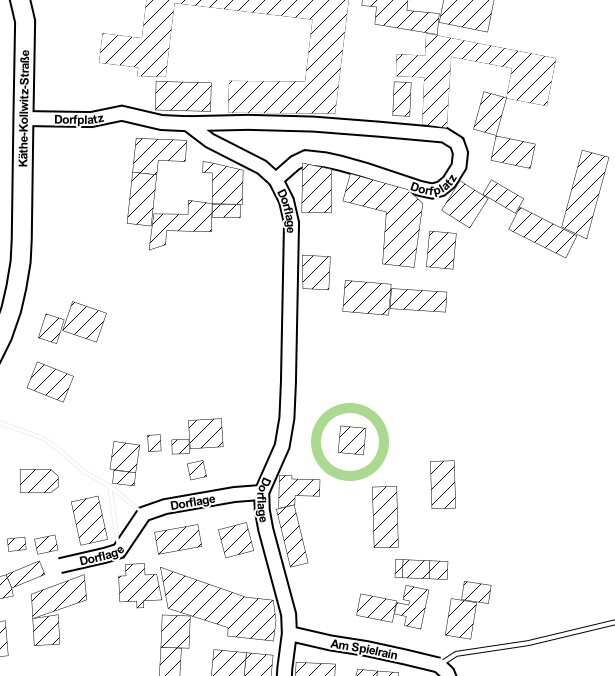 Käthe-Kollwitz-Straße
Dorfplatz
Dorfplatz
Dorflage
Dorflage
Dorflage
Dorflage
Am Spielrain